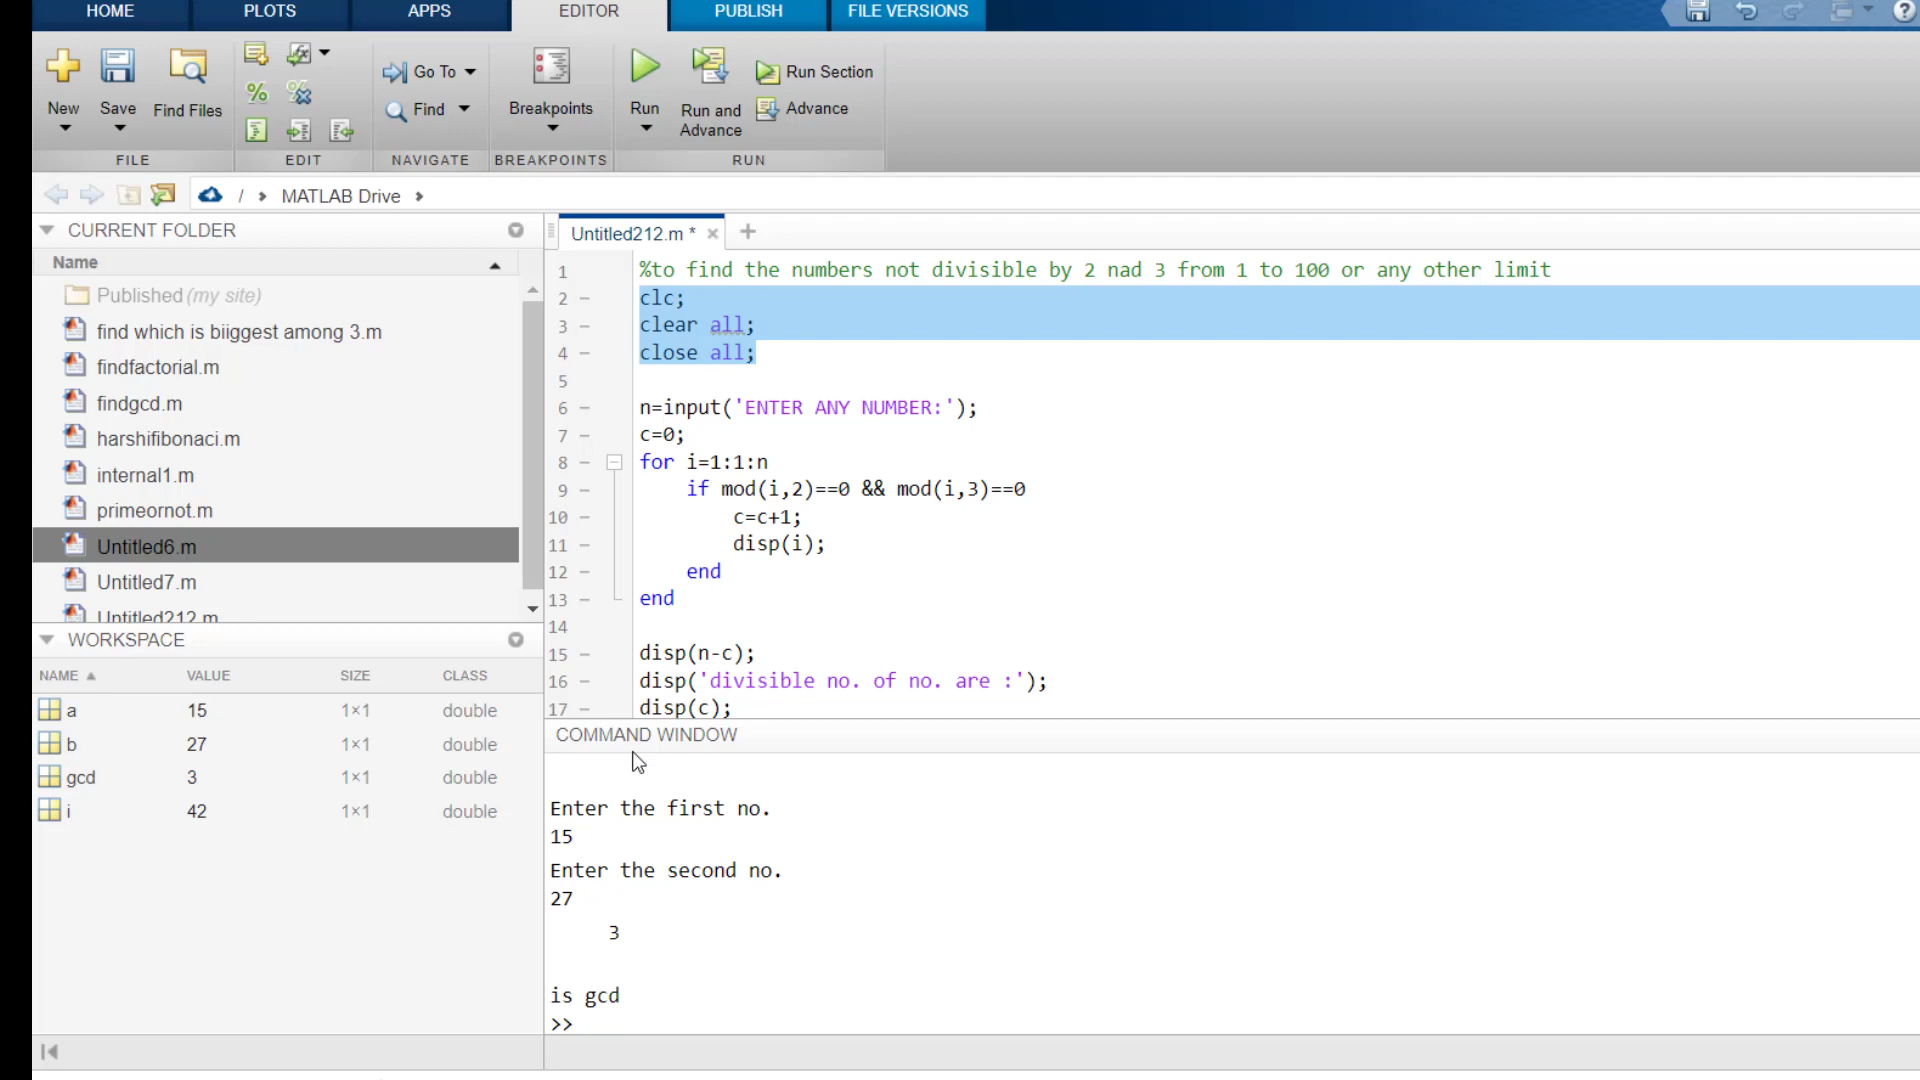 HOME PLOTS APPS EDITOR PUBLISH FILE VERSIONS
New Save Find Files
Go To
Find
Breakpoints
Run
Run and Advance
Run Section
Advance
FILE EDIT NAVIGATE BREAKPOINTS RUN
/ MATLAB Drive
CURRENT FOLDER
Name
Published (my site)
find which is biiggest among 3.m
findfactorial.m
findgcd.m
harshifibonaci.m
internal1.m
primeornot.m
Untitled6.m
Untitled7.m
Untitled212.m
WORKSPACE
NAME VALUE SIZE CLASS
a 15 1×1 double
b 27 1×1 double
gcd 3 1×1 double
i 42 1×1 double
Untitled212.m * × +
1 %to find the numbers not divisible by 2 nad 3 from 1 to 100 or any other limit
2 – clc;
3 – clear all;
4 – close all;
5
6 – n=input('ENTER ANY NUMBER:');
7 – c=0;
8 – for i=1:1:n
9 – if mod(i,2)==0 && mod(i,3)==0
10 – c=c+1;
11 – disp(i);
12 – end
13 – end
14
15 – disp(n-c);
16 – disp('divisible no. of no. are :');
17 – disp(c);
COMMAND WINDOW
Enter the first no.
15
Enter the second no.
27
3
is gcd
>>